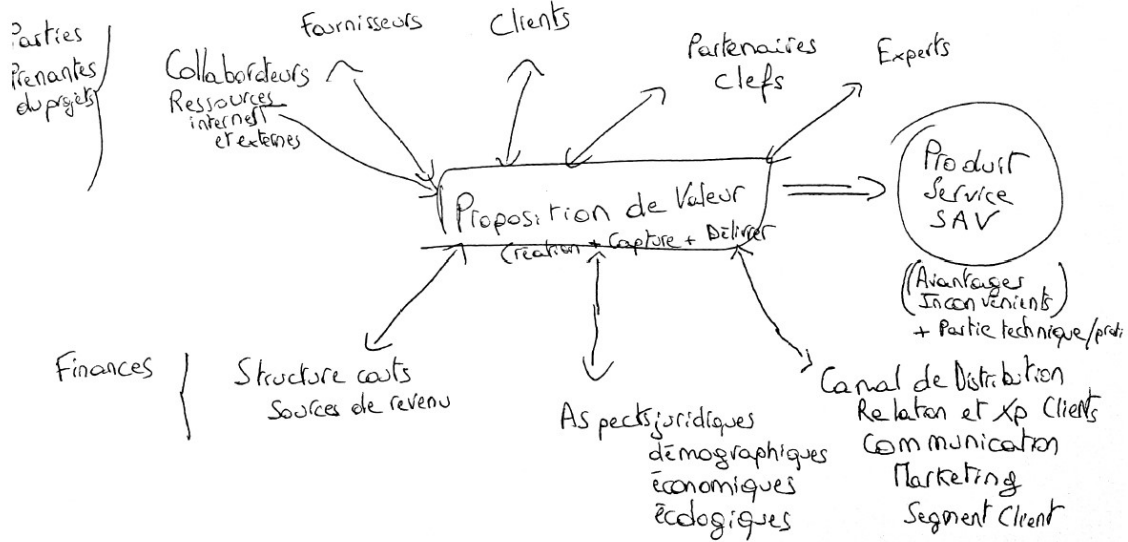 Parties
Prenantes
du projets
Fournisseurs
Clients
Collaborateurs
Ressources
internes
et externes
Partenaires
Clefs
Experts
Proposition de Valeur
Création + Capture + Délivrer
Produit
Service
SAV
(Avantages
Inconvénients)
+ Partie technique/
Finances
Structure couts
Sources de revenu
Aspects juridiques
démographiques
économiques
écologiques
Canal de Distribution
Relation et Xp Clients
Communication
Marketing
Segment Client